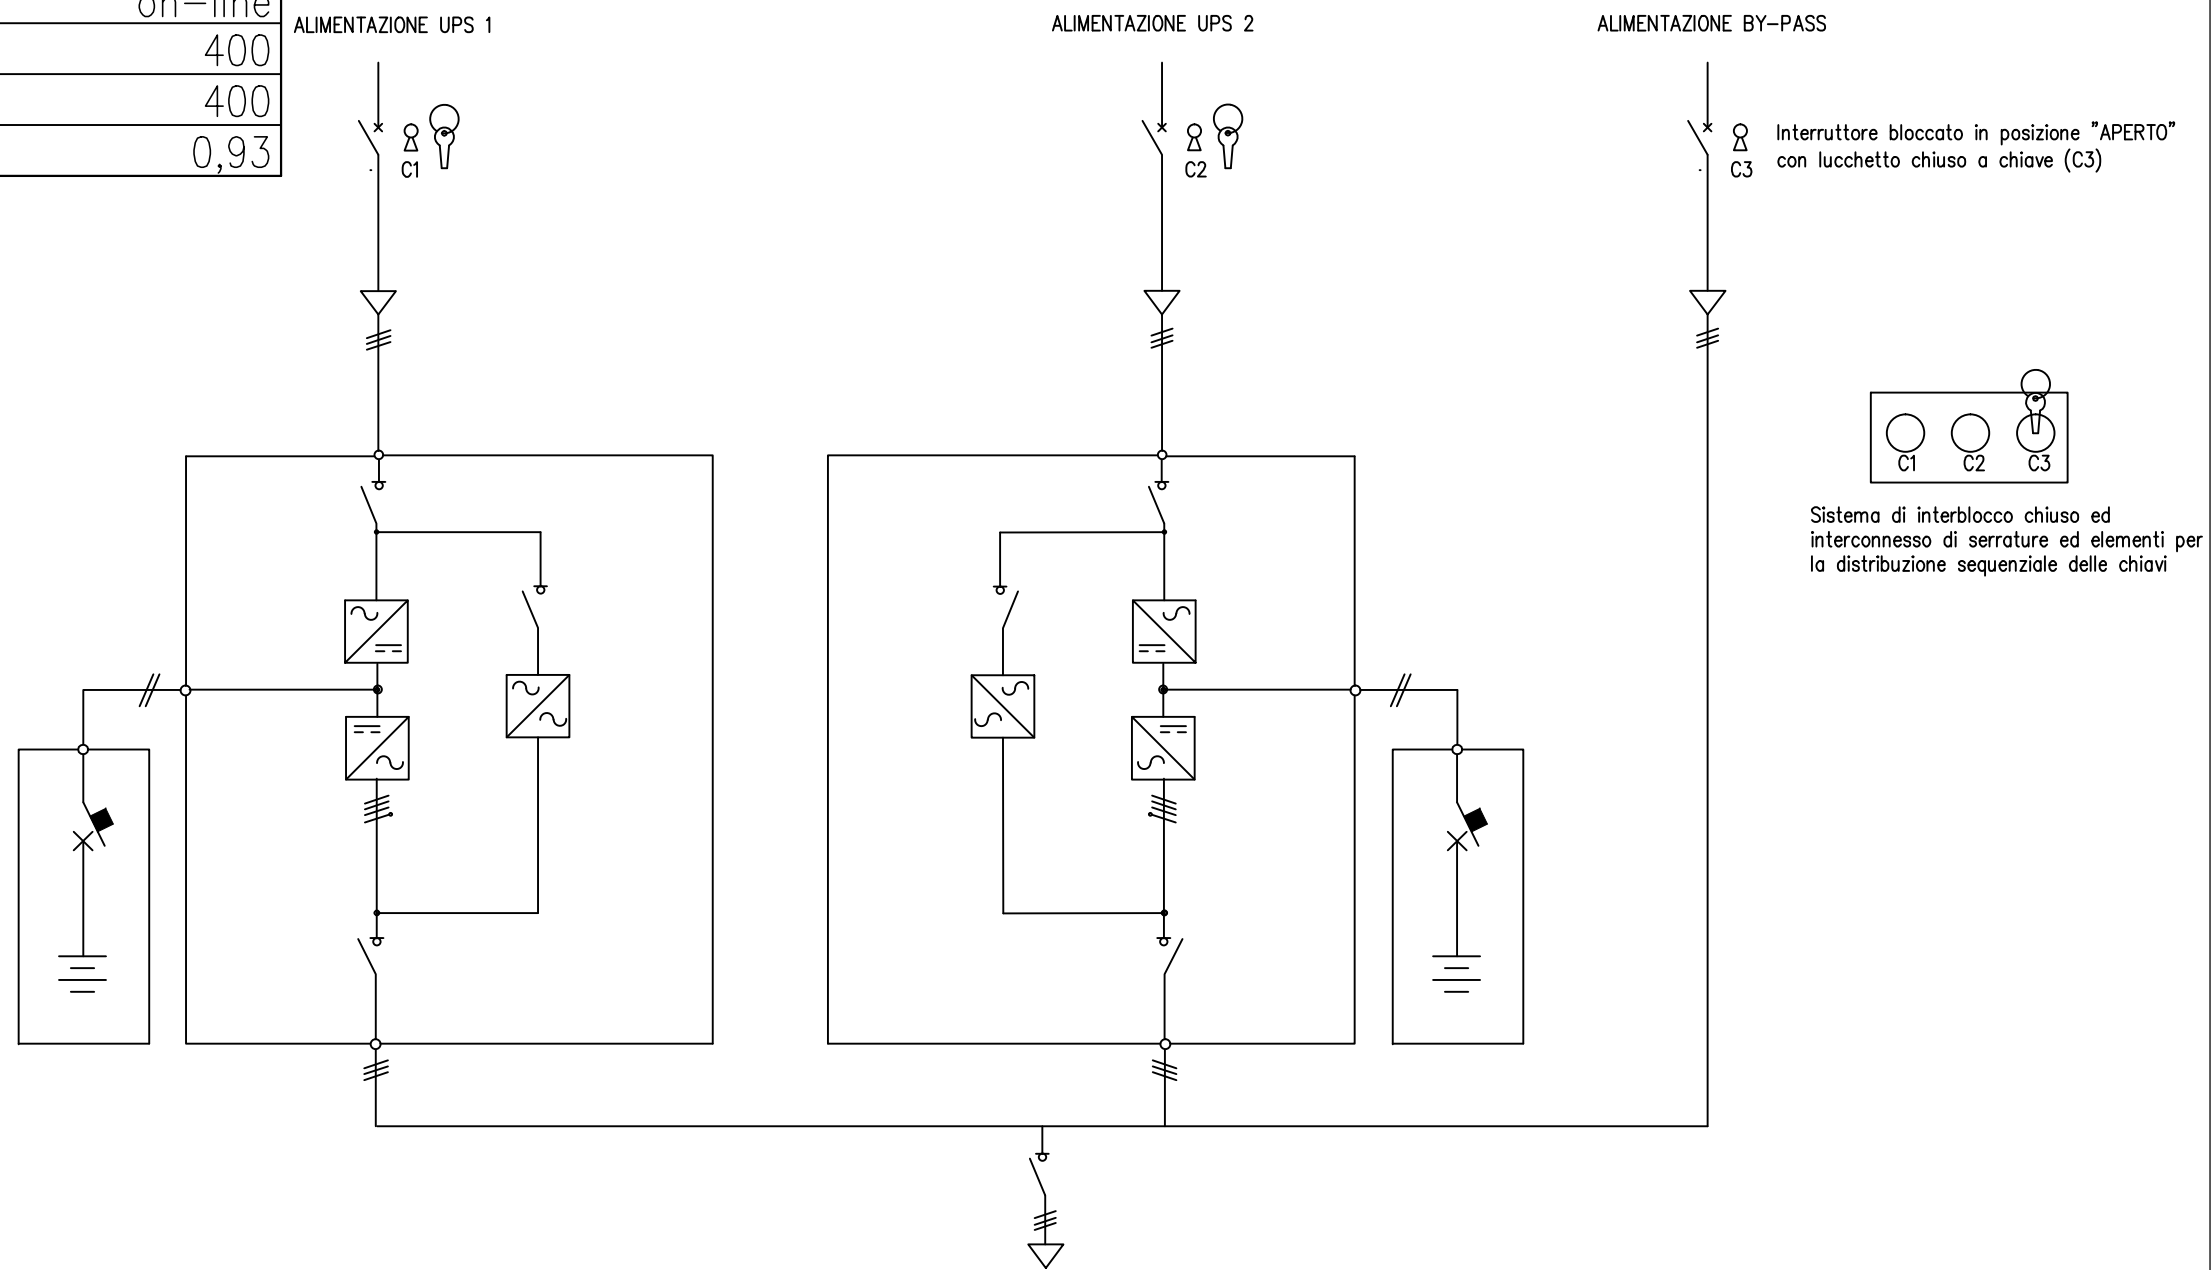 on-line
400
400
0,93
ALIMENTAZIONE UPS 1
ALIMENTAZIONE UPS 2
ALIMENTAZIONE BY-PASS
C1
C2
C3
Interruttore bloccato in posizione "APERTO"
con lucchetto chiuso a chiave (C3)
C1
C2
C3
Sistema di interblocco chiuso ed
interconnesso di serrature ed elementi per
la distribuzione sequenziale delle chiavi